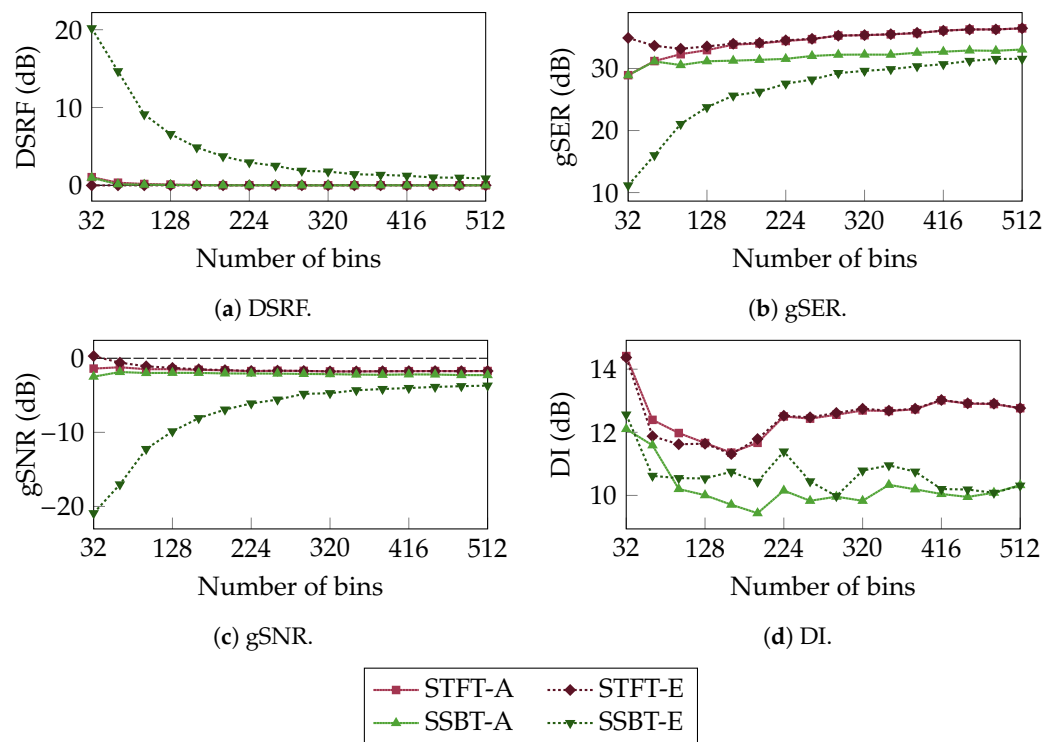 20
10
0
DSRF (dB)
32 128 224 320 416 512
Number of bins
(a) DSRF.
30
20
10
gSER (dB)
32 128 224 320 416 512
Number of bins
(b) gSER.
0
−10
−20
gSNR (dB)
32 128 224 320 416 512
Number of bins
(c) gSNR.
14
12
10
DI (dB)
32 128 224 320 416 512
Number of bins
(d) DI.
STFT-A STFT-E
SSBT-A SSBT-E